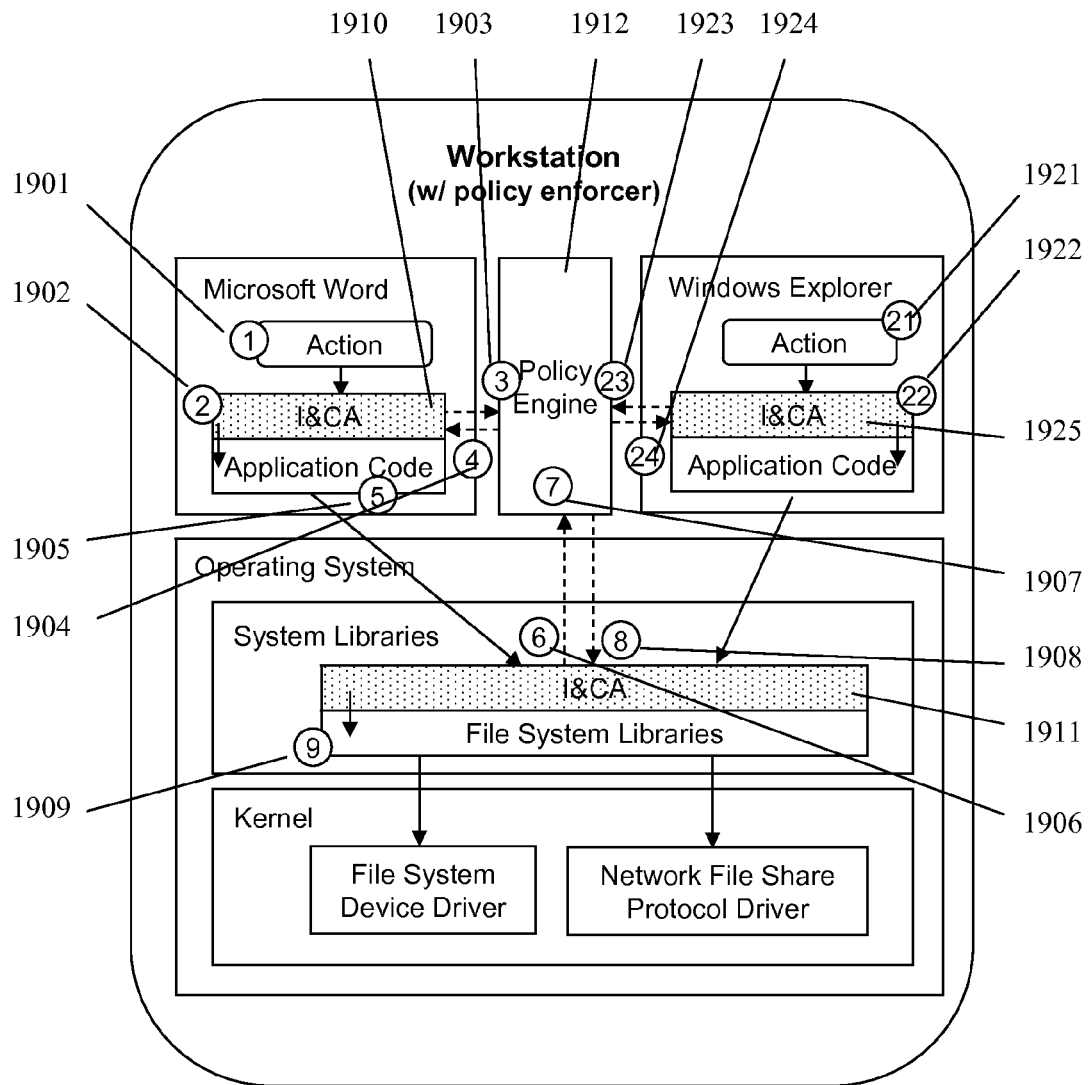 1910
1903
1912
1923
1924
Workstation
(w/ policy enforcer)
1901
1921
1902
1922
Microsoft Word
Windows Explorer
1
Action
21
Action
3
Policy
Engine
23
2
I&CA
22
I&CA
1925
Application Code
4
24
Application Code
5
7
1905
1904
1907
Operating System
System Libraries
6
8
1908
I&CA
1911
File System Libraries
9
1909
1906
Kernel
File System
Device Driver
Network File Share
Protocol Driver